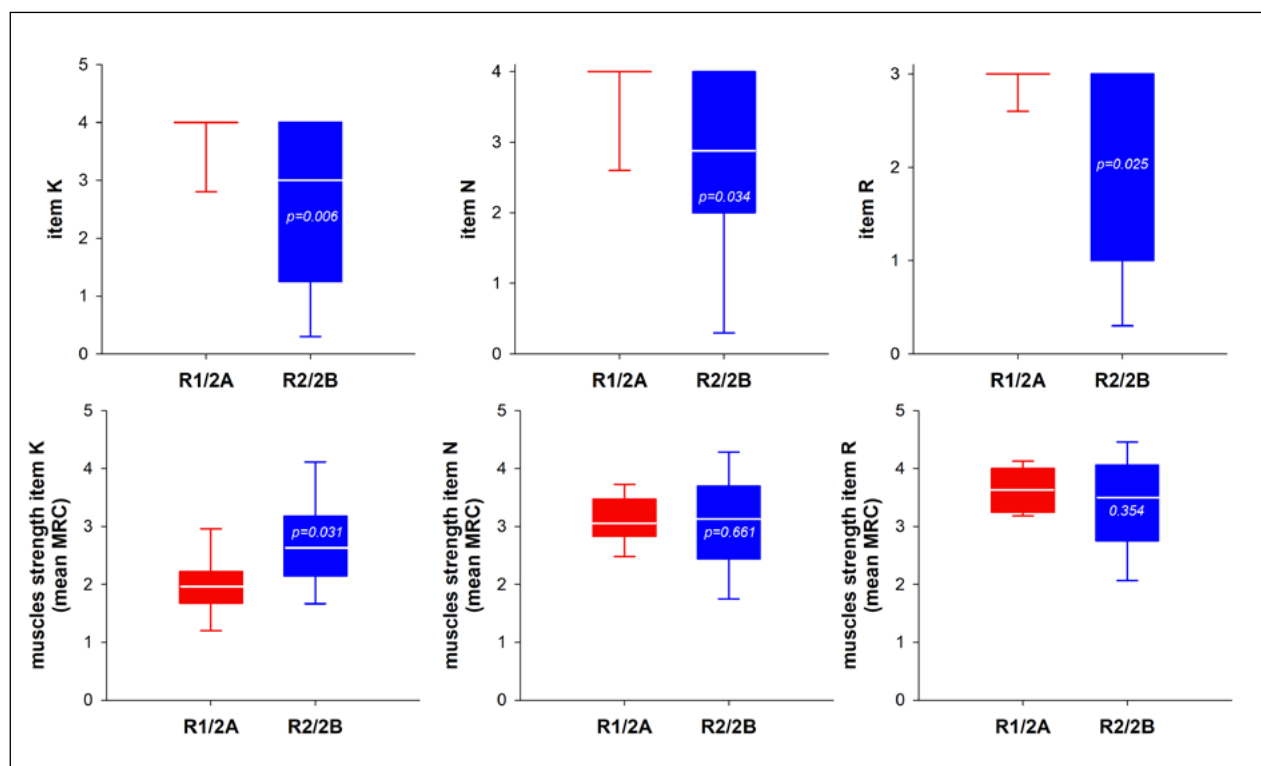 item K
5
4
3
2
1
0
p=0.006
R1/2A R2/2B
item N
4
3
2
1
0
p=0.034
R1/2A R2/2B
item R
3
2
1
0
p=0.025
R1/2A R2/2B
muscles strength item K
(mean MRC)
5
4
3
2
1
0
p=0.031
R1/2A R2/2B
muscles strength item N
(mean MRC)
5
4
3
2
1
0
p=0.661
R1/2A R2/2B
muscles strength item R
(mean MRC)
5
4
3
2
1
0
0.354
R1/2A R2/2B